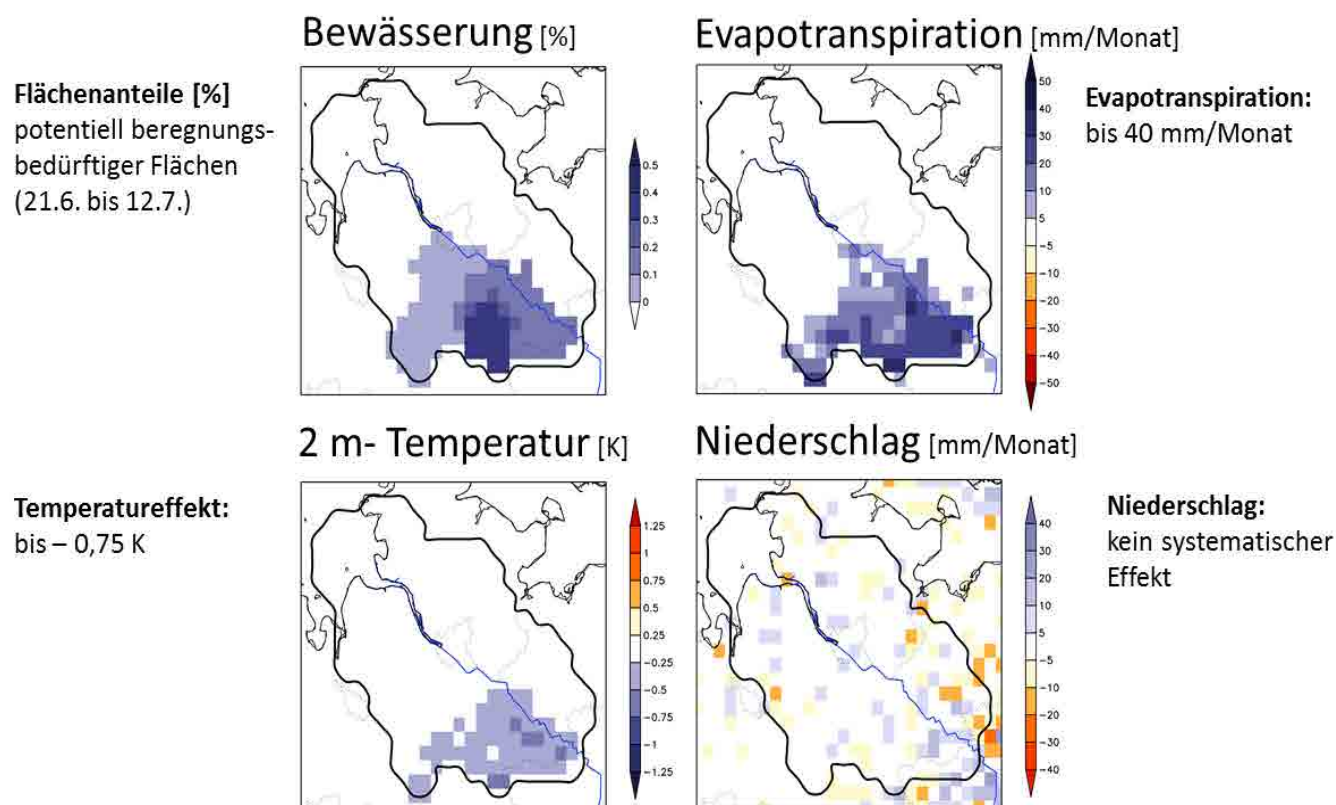 Bewässerung [%]
Evapotranspiration [mm/Monat]
Flächenanteile [%]
potentiell beregnungs-
bedürftiger Flächen
(21.6. bis 12.7.)
0.5
0.4
0.3
0.2
0.1
0
50
40
30
20
10
5
−5
−10
−20
−30
−40
−50
Evapotranspiration:
bis 40 mm/Monat
2 m- Temperatur [K]
Niederschlag [mm/Monat]
Temperatureffekt:
bis – 0,75 K
1.25
1
0.75
0.5
0.25
−0.25
−0.5
−0.75
−1
−1.25
40
30
20
10
5
−5
−10
−20
−30
−40
Niederschlag:
kein systematischer
Effekt